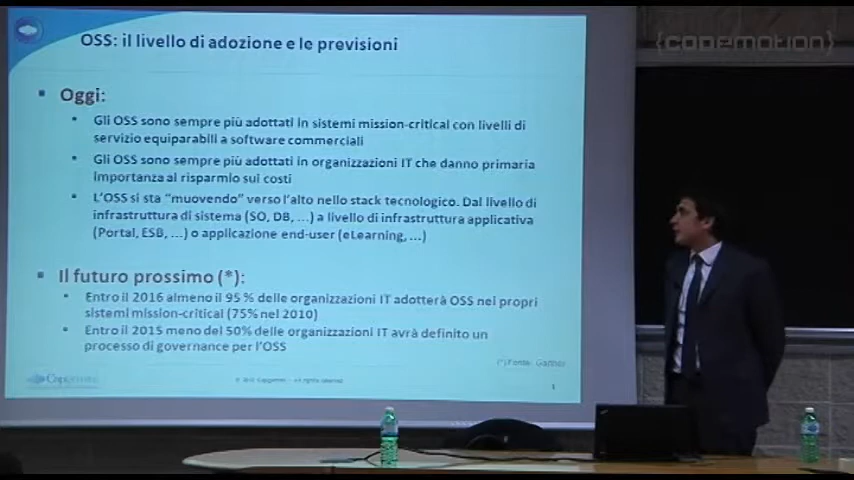 {codemotion}
OSS: il livello di adozione e le previsioni
Oggi:
Gli OSS sono sempre più adottati in sistemi mission-critical con livelli di
servizio equiparabili a software commerciali
Gli OSS sono sempre più adottati in organizzazioni IT che danno primaria
importanza al risparmio sui costi
L'OSS si sta "muovendo" verso l'alto nello stack tecnologico. Dal livello di
infrastruttura di sistema (SO, DB, ...) a livello di infrastruttura applicativa
(Portal, ESB, ...) o applicazione end-user (eLearning, ...)
Il futuro prossimo (*):
Entro il 2016 almeno il 95 % delle organizzazioni IT adotterà OSS nei propri
sistemi mission-critical (75% nel 2010)
Entro il 2015 meno del 50% delle organizzazioni IT avrà definito un
processo di governance per l'OSS
(*) Fonte: Gartner
Capgemini
Capgemini - All rights reserved